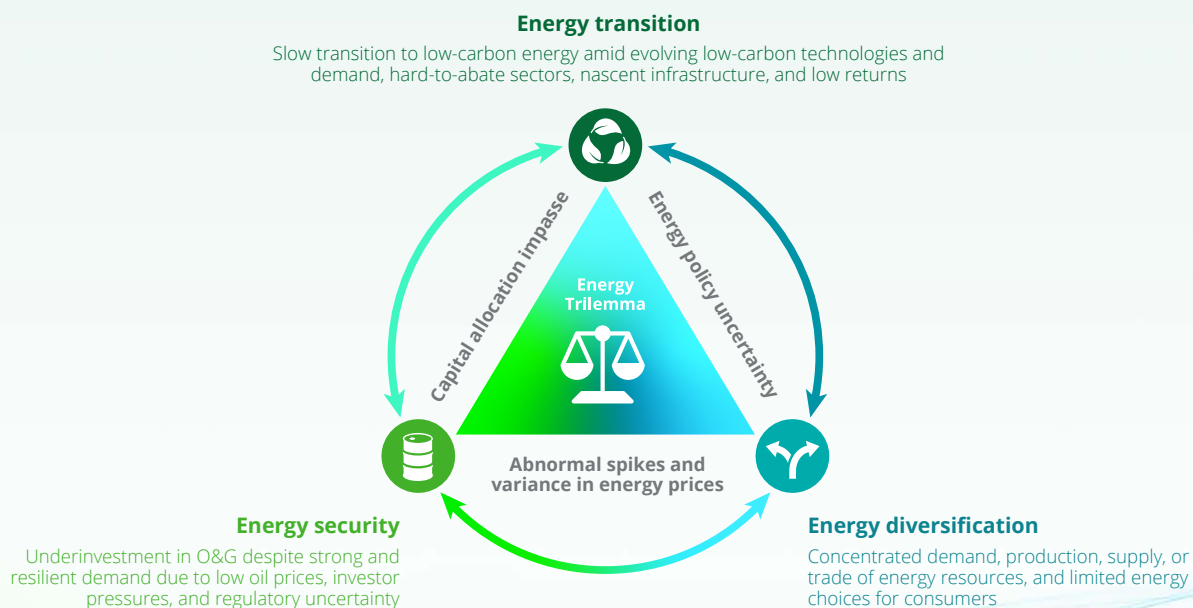 Energy transition
Slow transition to low-carbon energy amid evolving low-carbon technologies and
demand, hard-to-abate sectors, nascent infrastructure, and low returns
Capital allocation impasse
Energy policy uncertainty
Energy
Trilemma
Abnormal spikes and
variance in energy prices
Energy security
Underinvestment in O&G despite strong and
resilient demand due to low oil prices, investor
pressures, and regulatory uncertainty
Energy diversification
Concentrated demand, production, supply, or
trade of energy resources, and limited energy
choices for consumers